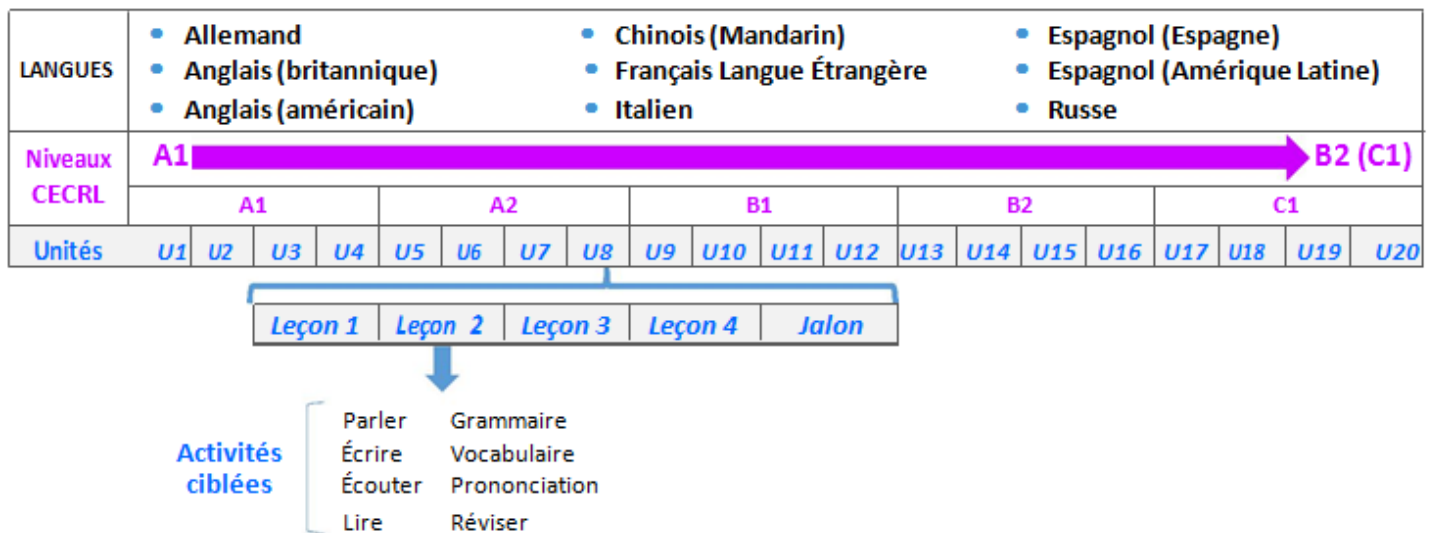 LANGUES
• Allemand • Chinois (Mandarin) • Espagnol (Espagne)
• Anglais (britannique) • Français Langue Étrangère • Espagnol (Amérique Latine)
• Anglais (américain) • Italien • Russe
Niveaux CECRL
A1 B2 (C1)
A1 A2 B1 B2 C1
Unités U1 U2 U3 U4 U5 U6 U7 U8 U9 U10 U11 U12 U13 U14 U15 U16 U17 U18 U19 U20
Leçon 1 Leçon 2 Leçon 3 Leçon 4 Jalon
Activités ciblées
Parler Grammaire
Écrire Vocabulaire
Écouter Prononciation
Lire Réviser